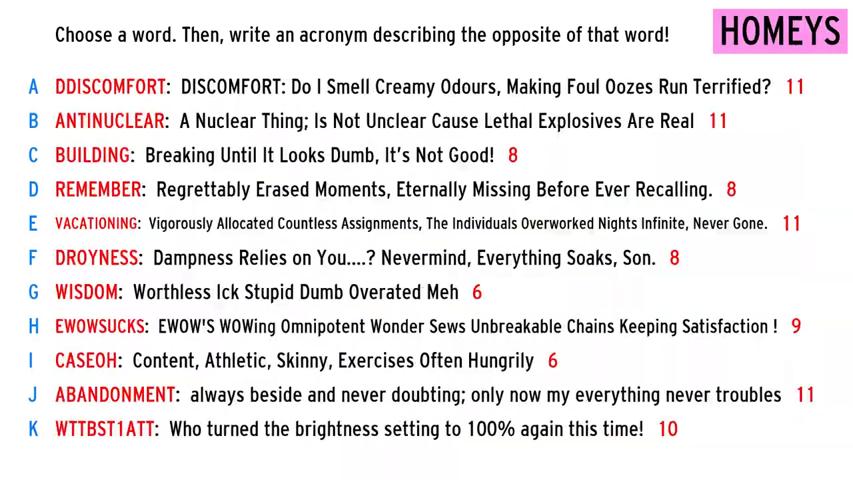 Choose a word. Then, write an acronym describing the opposite of that word!
HOMEYS
A DDISCOMFORT: DISCOMFORT: Do I Smell Creamy Odours, Making Foul Oozes Run Terrified? 11
B ANTINUCLEAR: A Nuclear Thing; Is Not Unclear Cause Lethal Explosives Are Real 11
C BUILDING: Breaking Until It Looks Dumb, It's Not Good! 8
D REMEMBER: Regrettably Erased Moments, Eternally Missing Before Ever Recalling. 8
E VACATIONING: Vigorously Allocated Countless Assignments, The Individuals Overworked Nights Infinite, Never Gone. 11
F DROYNESS: Dampness Relies on You....? Nevermind, Everything Soaks, Son. 8
G WISDOM: Worthless Ick Stupid Dumb Overated Meh 6
H EWOWSUCKS: EWOW'S WOWing Omnipotent Wonder Sews Unbreakable Chains Keeping Satisfaction ! 9
I CASEOH: Content, Athletic, Skinny, Exercises Often Hungrily 6
J ABANDONMENT: always beside and never doubting; only now my everything never troubles 11
K WTTBST1ATT: Who turned the brightness setting to 100% again this time! 10